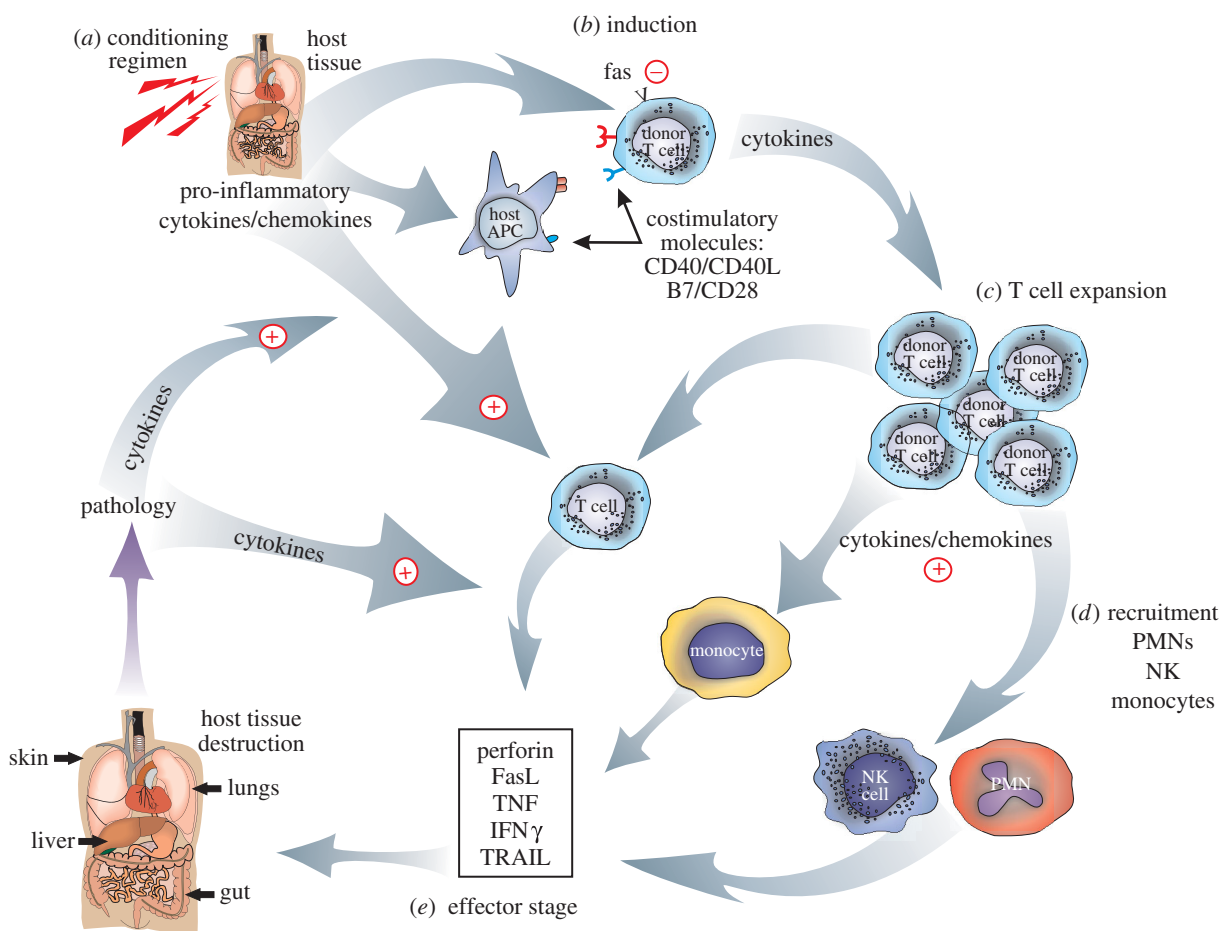 (a) conditioning
regimen
host
tissue
(b) induction
fas
−
donor
T cell
cytokines
pro-inflammatory
cytokines/chemokines
host
APC
costimulatory
molecules:
CD40/CD40L
B7/CD28
(c) T cell expansion
donor
T cell
donor
T cell
donor
T cell
donor
T cell
donor
T cell
+
cytokines
+
pathology
cytokines
+
T cell
cytokines/chemokines
+
monocyte
(d) recruitment
PMNs
NK
monocytes
host tissue
destruction
skin
lungs
liver
gut
perforin
FasL
TNF
IFNγ
TRAIL
NK
cell
PMN
(e) effector stage